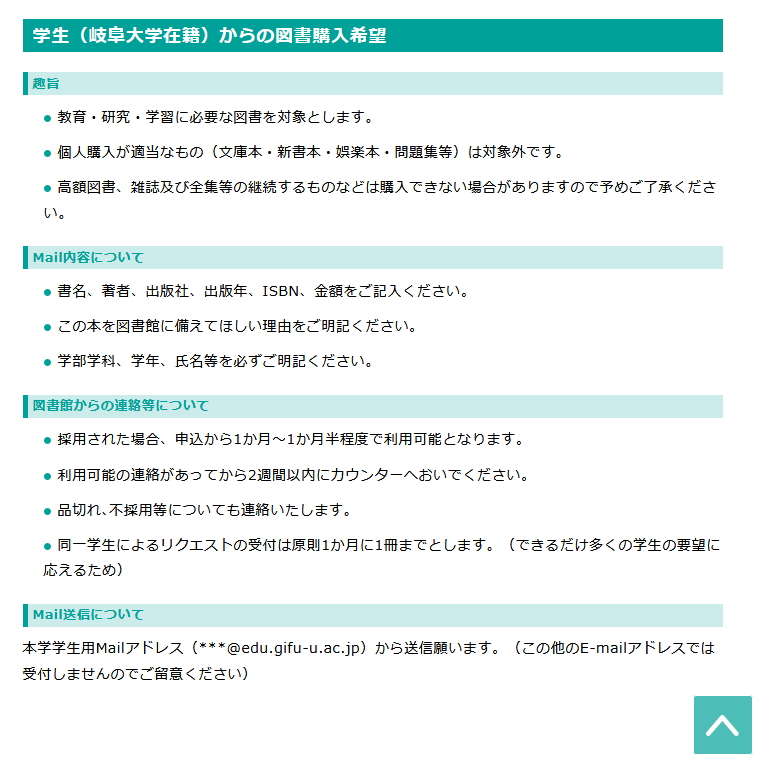 学生（岐阜大学在籍）からの図書購入希望
趣旨
● 教育・研究・学習に必要な図書を対象とします。
● 個人購入が適当なもの（文庫本・新書本・娯楽本・問題集等）は対象外です。
● 高額図書、雑誌及び全集等の継続するものなどは購入できない場合がありますので予めご了承くださ
い。
Mail内容について
● 書名、著者、出版社、出版年、ISBN、金額をご記入ください。
● この本を図書館に備えてほしい理由をご明記ください。
● 学部学科、学年、氏名等を必ずご明記ください。
図書館からの連絡等について
● 採用された場合、申込から1か月～1か月半程度で利用可能となります。
● 利用可能の連絡があってから2週間以内にカウンターへおいでください。
● 品切れ､不採用等についても連絡いたします。
● 同一学生によるリクエストの受付は原則1か月に1冊までとします。（できるだけ多くの学生の要望に
応えるため）
Mail送信について
本学学生用Mailアドレス（***@edu.gifu-u.ac.jp）から送信願います。（この他のE-mailアドレスでは
受付しませんのでご留意ください）